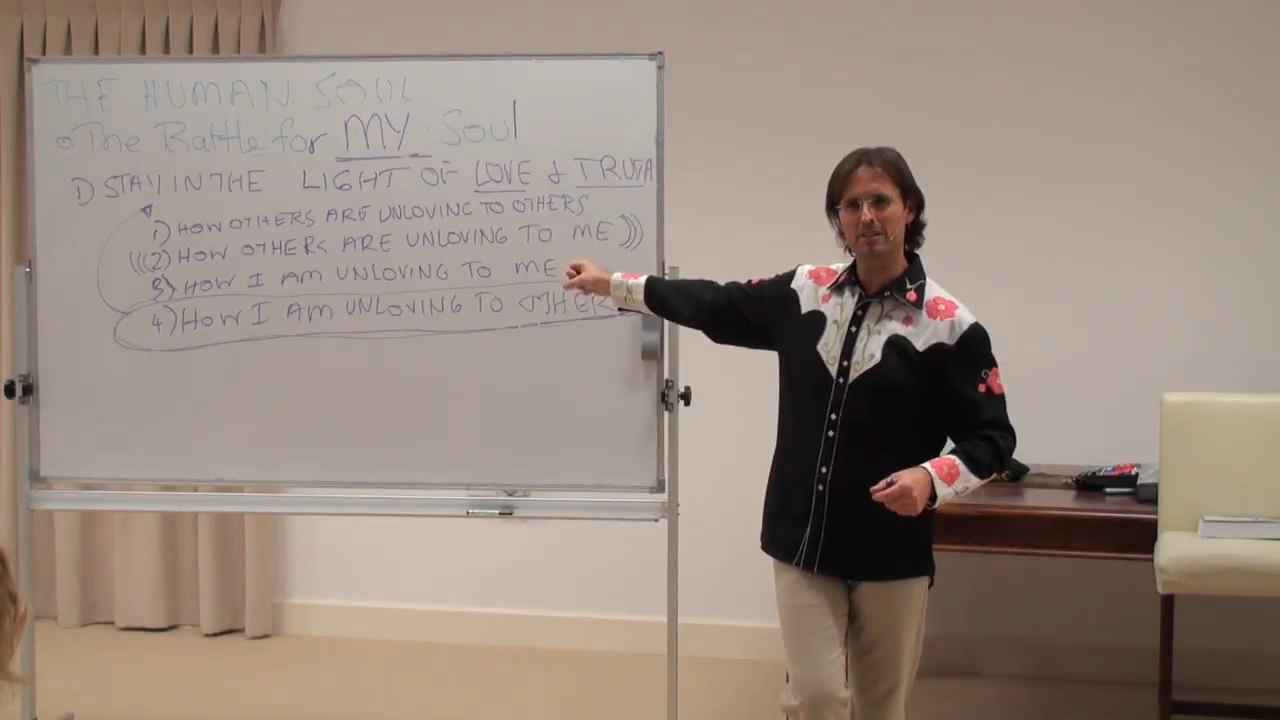 THE HUMAN SOUL
The Battle for MY Soul
1) STAY IN THE LIGHT OF LOVE & TRUTH
1) HOW OTHERS ARE UNLOVING TO OTHERS
(((2) HOW OTHERS ARE UNLOVING TO ME)))
3) HOW I AM UNLOVING TO ME
4) HOW I AM UNLOVING TO OTHER